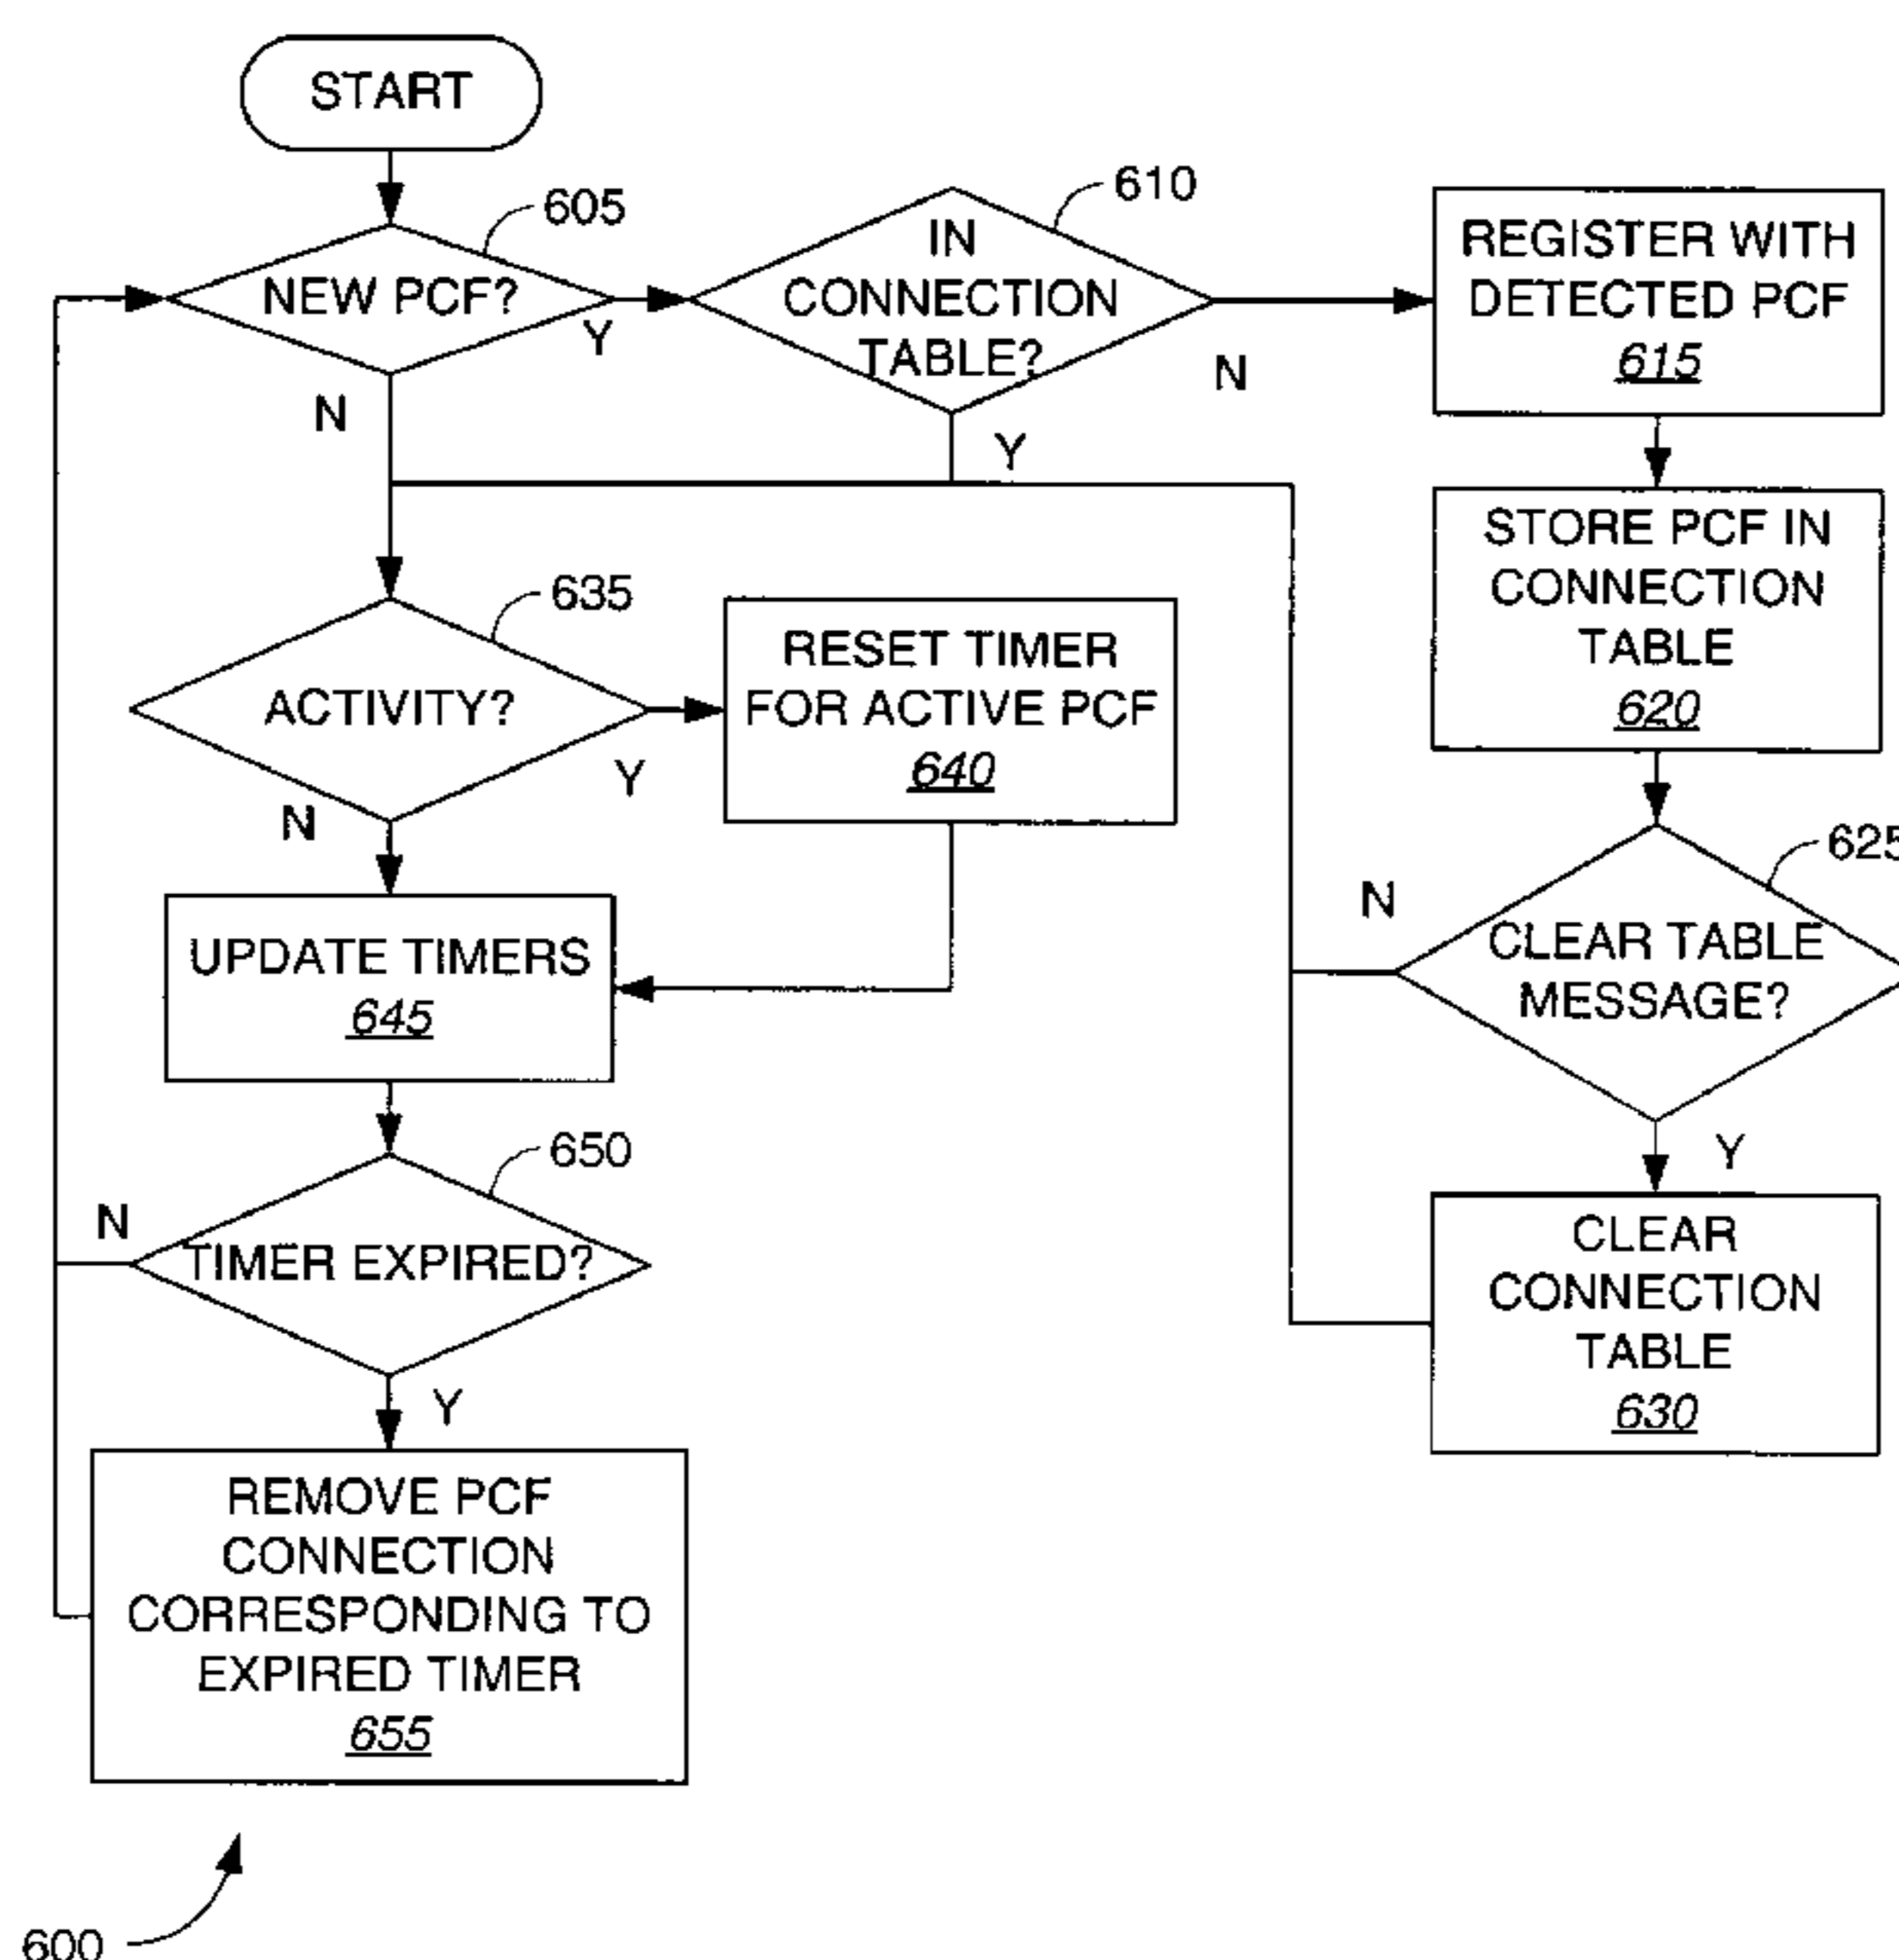 START
605
NEW PCF?
Y
N
610
IN
CONNECTION
TABLE?
N
Y
REGISTER WITH
DETECTED PCF
615
STORE PCF IN
CONNECTION
TABLE
620
635
ACTIVITY?
Y
N
RESET TIMER
FOR ACTIVE PCF
640
625
N
CLEAR TABLE
MESSAGE?
Y
UPDATE TIMERS
645
650
N
TIMER EXPIRED?
Y
CLEAR
CONNECTION
TABLE
630
REMOVE PCF
CONNECTION
CORRESPONDING TO
EXPIRED TIMER
655
600